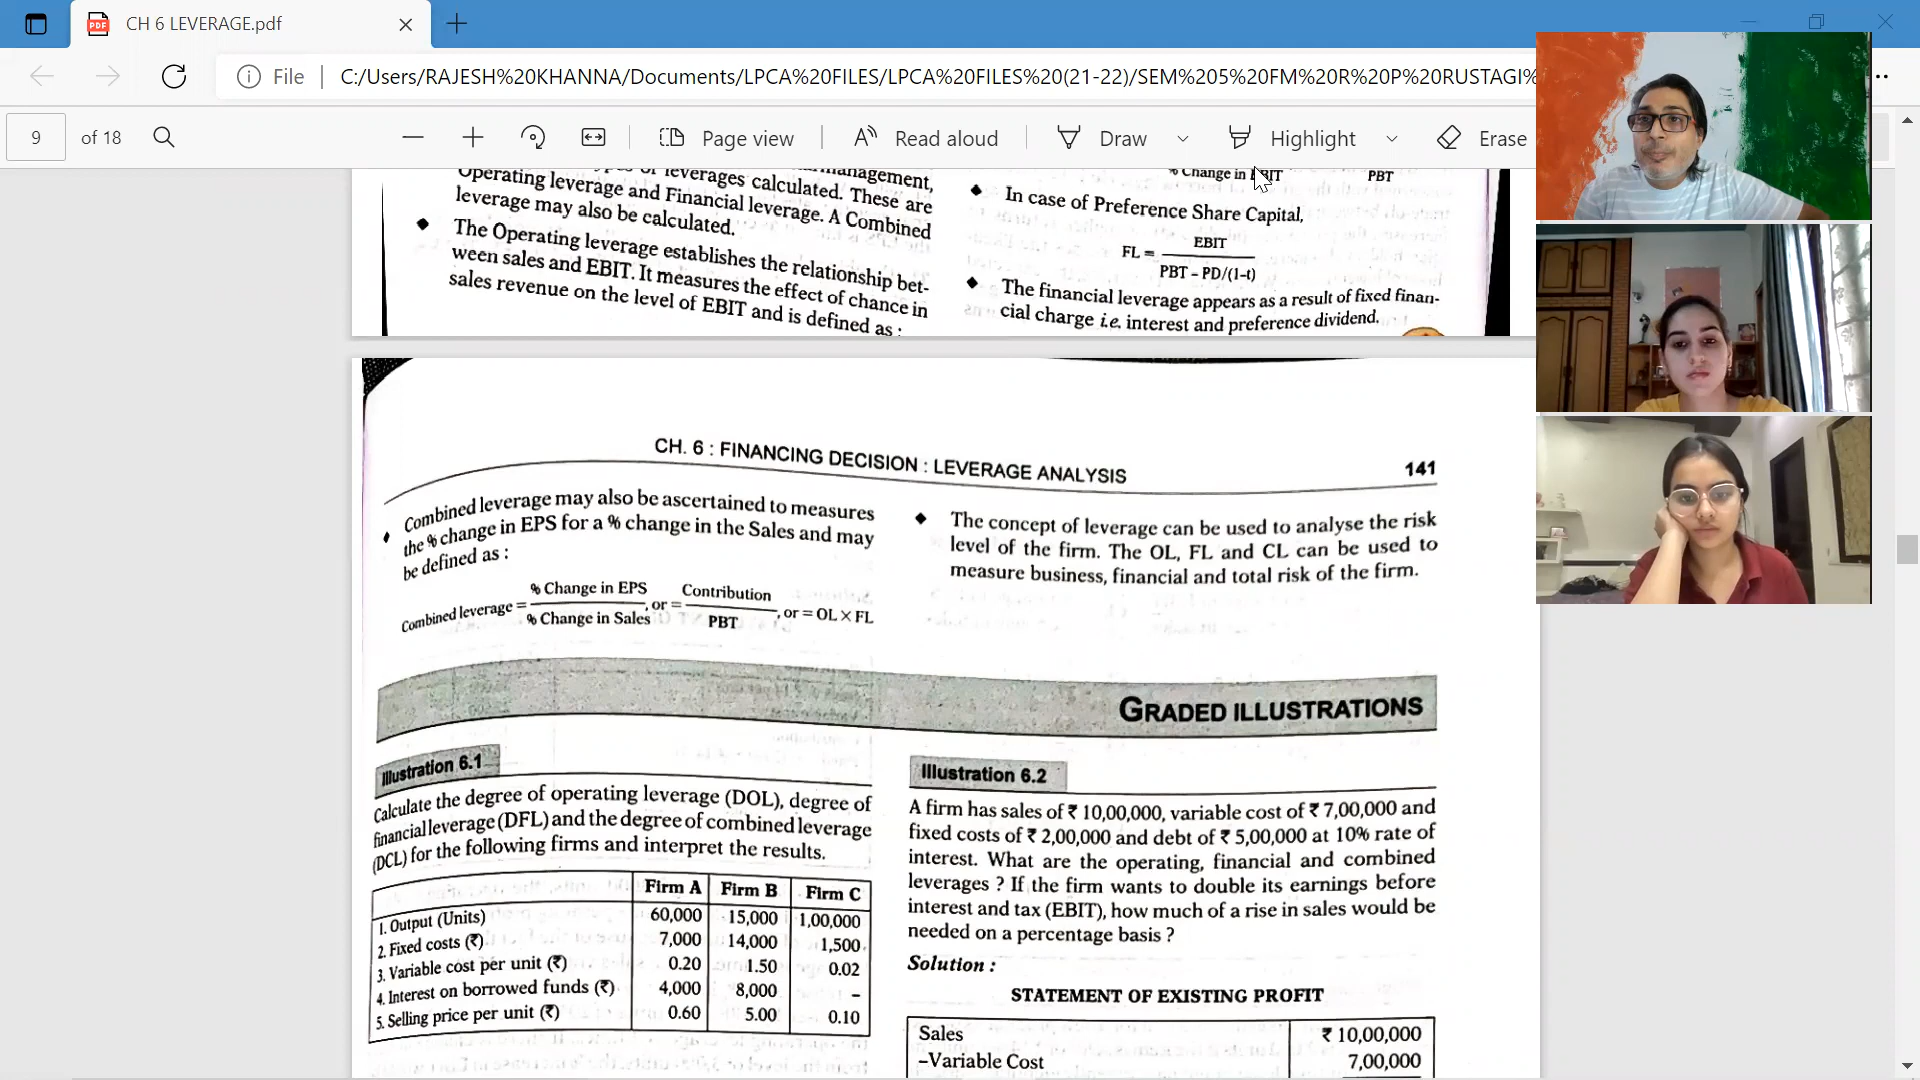 CH 6 LEVERAGE.pdf
File
C:/Users/RAJESH%20KHANNA/Documents/LPCA%20FILES/LPCA%20FILES%20(21-22)/SEM%205%20FM%20R%20P%20RUSTAGI%
9 of 18
Page view
Read aloud
Draw
Highlight
Erase
leverages calculated. These are
Operating leverage and Financial leverage. A Combined
leverage may also be calculated.
◆ The Operating leverage establishes the relationship bet-
ween sales and EBIT. It measures the effect of chance in
sales revenue on the level of EBIT and is defined as :
% Change in EBIT PBT
◆ In case of Preference Share Capital,
FL = EBIT
PBT – PD/(1–t)
◆ The financial leverage appears as a result of fixed finan-
cial charge i.e. interest and preference dividend.
CH. 6 : FINANCING DECISION : LEVERAGE ANALYSIS 141
◆ Combined leverage may also be ascertained to measures
the % change in EPS for a % change in the Sales and may
be defined as :
% Change in EPS Contribution
Combined leverage = , or = , or = OL × FL
% Change in Sales PBT
◆ The concept of leverage can be used to analyse the risk
level of the firm. The OL, FL and CL can be used to
measure business, financial and total risk of the firm.
GRADED ILLUSTRATIONS
Illustration 6.1
Calculate the degree of operating leverage (DOL), degree of
financial leverage (DFL) and the degree of combined leverage
(DCL) for the following firms and interpret the results.
Firm A Firm B Firm C
1. Output (Units) 60,000 15,000 1,00,000
2. Fixed costs (₹) 7,000 14,000 1,500
3. Variable cost per unit (₹) 0.20 1.50 0.02
4. Interest on borrowed funds (₹) 4,000 8,000 –
5. Selling price per unit (₹) 0.60 5.00 0.10
Illustration 6.2
A firm has sales of ₹ 10,00,000, variable cost of ₹ 7,00,000 and
fixed costs of ₹ 2,00,000 and debt of ₹ 5,00,000 at 10% rate of
interest. What are the operating, financial and combined
leverages ? If the firm wants to double its earnings before
interest and tax (EBIT), how much of a rise in sales would be
needed on a percentage basis ?
Solution :
STATEMENT OF EXISTING PROFIT
Sales ₹ 10,00,000
–Variable Cost 7,00,000